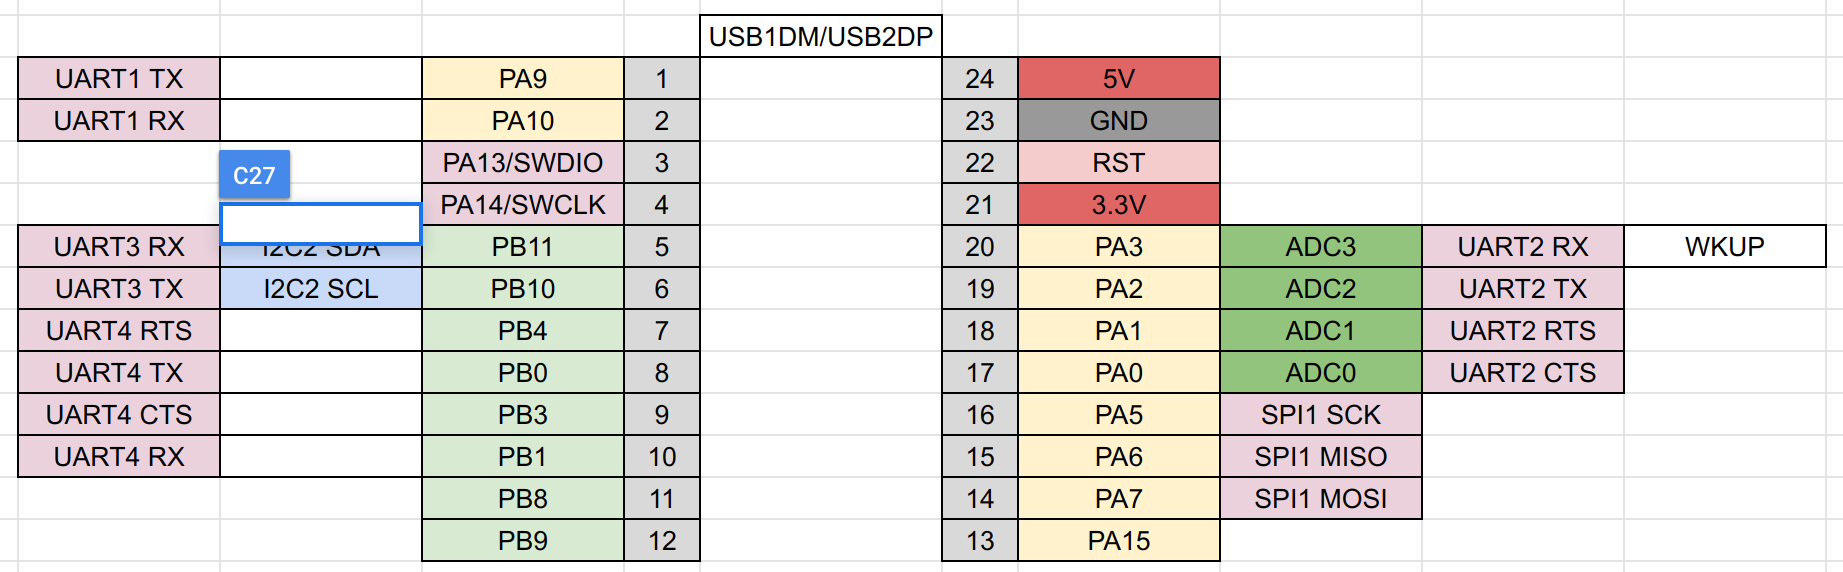 USB1DM/USB2DP
UART1 TX PA9 1 24 5V
UART1 RX PA10 2 23 GND
PA13/SWDIO 3 22 RST
C27
PA14/SWCLK 4 21 3.3V
UART3 RX I2C2 SDA PB11 5 20 PA3 ADC3 UART2 RX WKUP
UART3 TX I2C2 SCL PB10 6 19 PA2 ADC2 UART2 TX
UART4 RTS PB4 7 18 PA1 ADC1 UART2 RTS
UART4 TX PB0 8 17 PA0 ADC0 UART2 CTS
UART4 CTS PB3 9 16 PA5 SPI1 SCK
UART4 RX PB1 10 15 PA6 SPI1 MISO
PB8 11 14 PA7 SPI1 MOSI
PB9 12 13 PA15